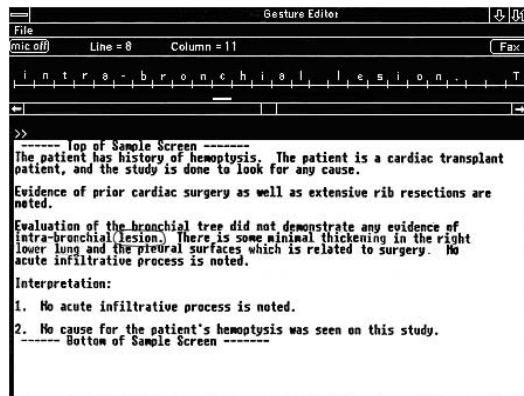 Gesture Editor
File
mic off Line = 8 Column = 11 Fax
intra-bronchial lesion. T
>>
------ Top of Sample Screen -------
The patient has history of hemoptysis. The patient is a cardiac transplant
patient, and the study is done to look for any cause.
Evidence of prior cardiac surgery as well as extensive rib resections are
noted.
Evaluation of the bronchial tree did not demonstrate any evidence of
intra-bronchial lesion. There is some minimal thickening in the right
lower lung and the pleural surfaces which is related to surgery. No
acute infiltrative process is noted.
Interpretation:
1. No acute infiltrative process is noted.
2. No cause for the patient's hemoptysis was seen on this study.
------ Bottom of Sample Screen -------